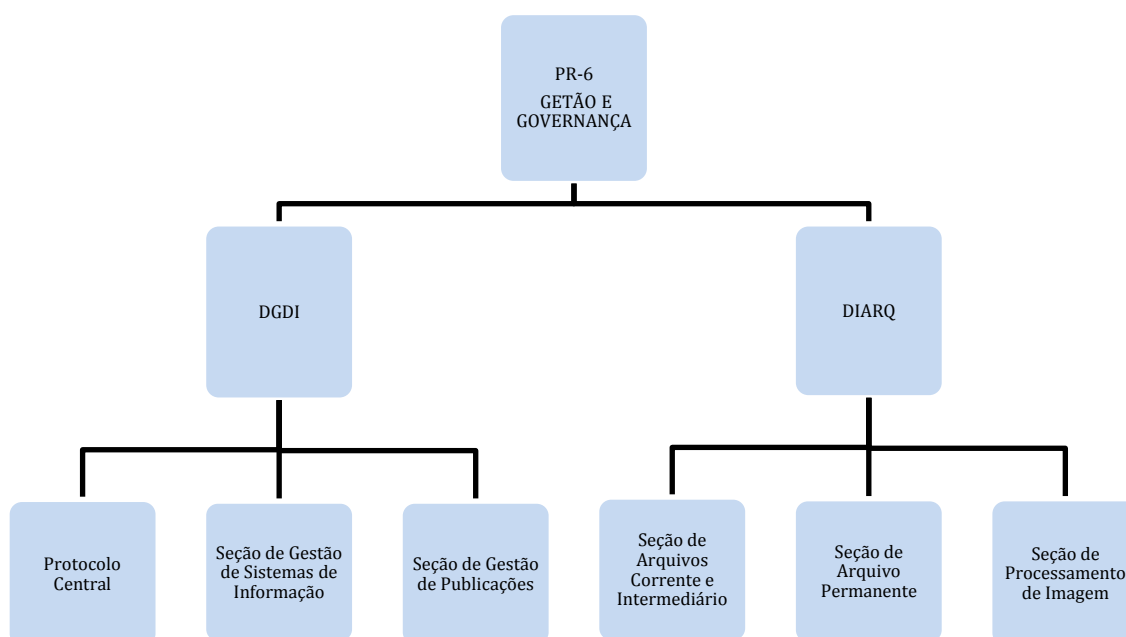 PR-6
GETÃO E
GOVERNANÇA
DGDI
DIARQ
Protocolo
Central
Seção de Gestão
de Sistemas de
Informação
Seção de Gestão
de Publicações
Seção de
Arquivos
Corrente e
Intermediário
Seção de
Arquivo
Permanente
Seção de
Processamento
de Imagem